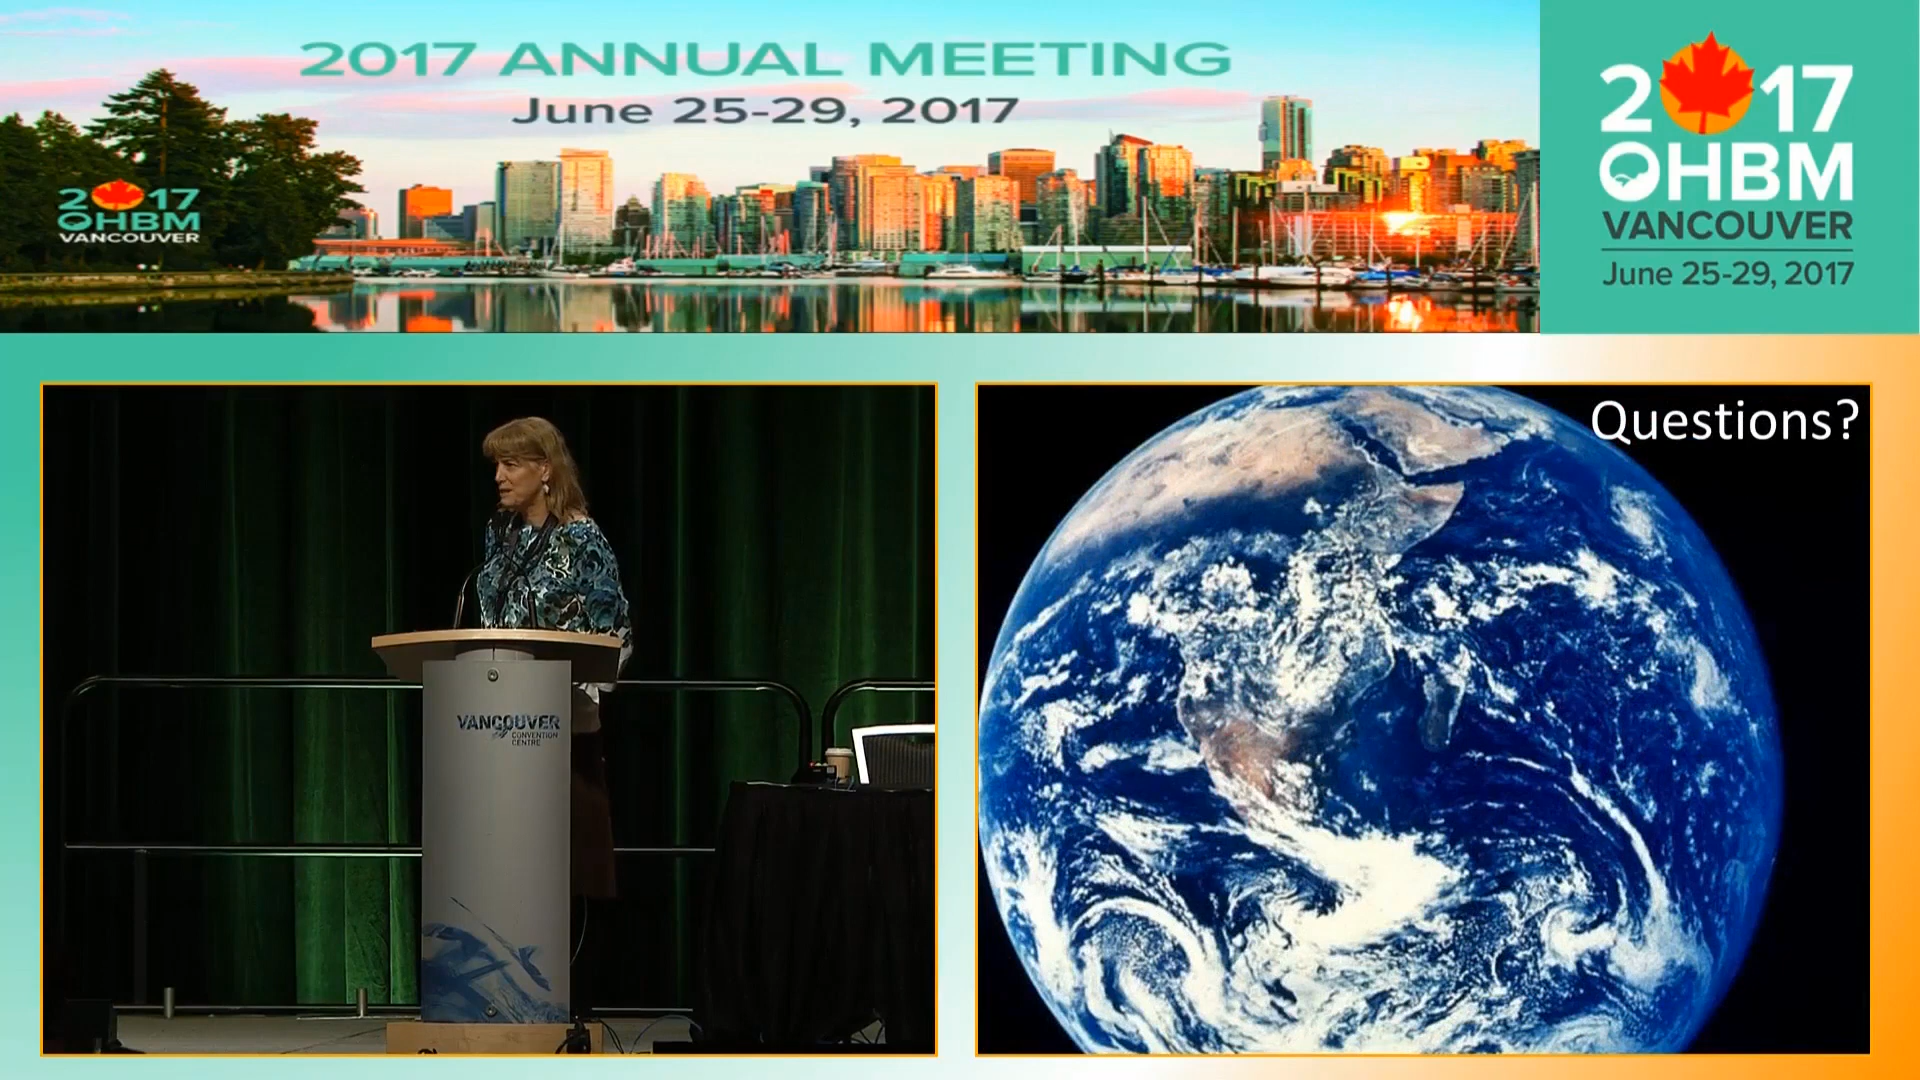 2017 ANNUAL MEETING
June 25-29, 2017
2017
OHBM
VANCOUVER
2017
OHBM
VANCOUVER
June 25-29, 2017
VANCOUVER
CONVENTION
CENTRE
Questions?